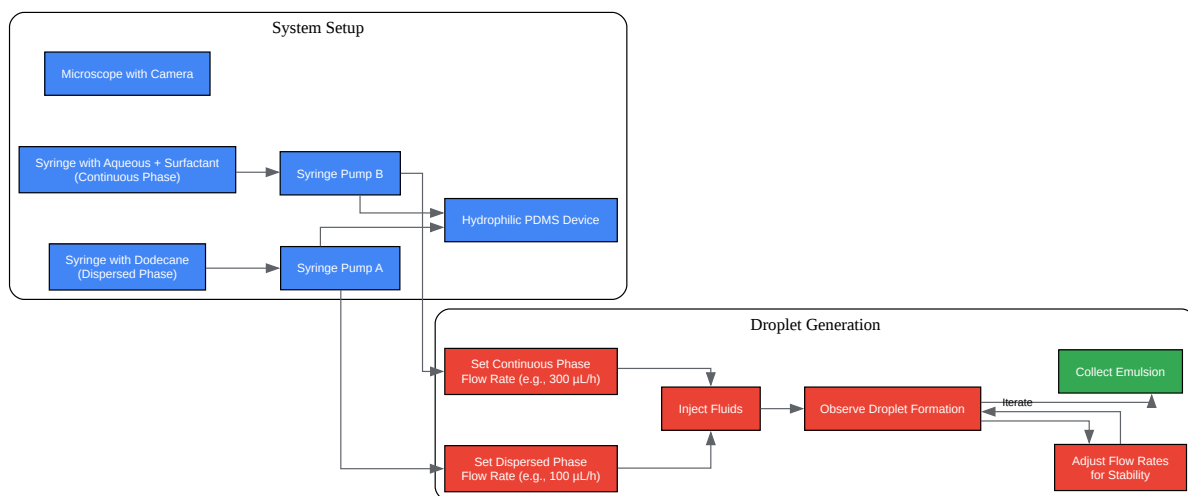 System Setup
Microscope with Camera
Syringe with Aqueous + Surfactant
(Continuous Phase)
Syringe Pump B
Hydrophilic PDMS Device
Syringe with Dodecane
(Dispersed Phase)
Syringe Pump A
Droplet Generation
Set Continuous Phase
Flow Rate (e.g., 300 µL/h)
Inject Fluids
Observe Droplet Formation
Iterate
Collect Emulsion
Set Dispersed Phase
Flow Rate (e.g., 100 µL/h)
Adjust Flow Rates
for Stability